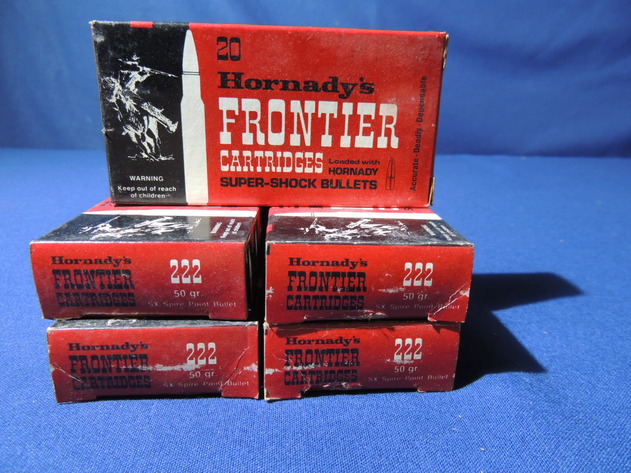 20
Hornady's
FRONTIER
CARTRIDGES
Loaded with
HORNADY
SUPER-SHOCK BULLETS
Accurate · Deadly · Dependable
WARNING
Keep out of reach
of children
Hornady's
FRONTIER
CARTRIDGES
222
50 gr.
SX Spire Point Bullet
Hornady's
FRONTIER
CARTRIDGES
222
50 gr.
SX Spire Point Bullet
Hornady's
FRONTIER
CARTRIDGES
222
50 gr.
SX Spire Point Bullet
Hornady's
FRONTIER
CARTRIDGES
222
50 gr.
SX Spire Point Bullet